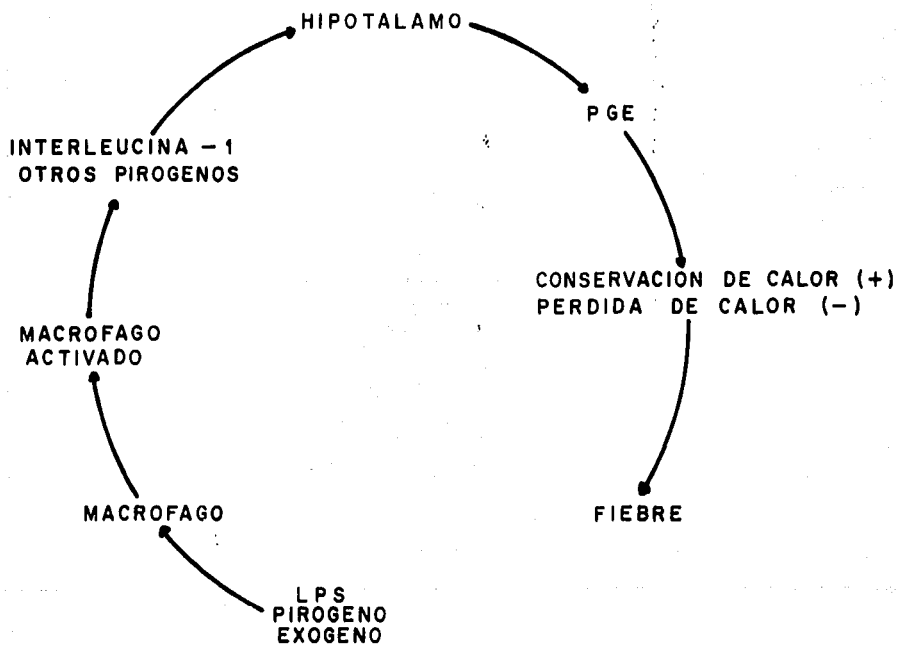 HIPOTALAMO
PGE
INTERLEUCINA - 1
OTROS PIROGENOS
CONSERVACION DE CALOR (+)
PERDIDA DE CALOR (-)
MACROFAGO
ACTIVADO
MACROFAGO
FIEBRE
LPS
PIROGENO
EXOGENO